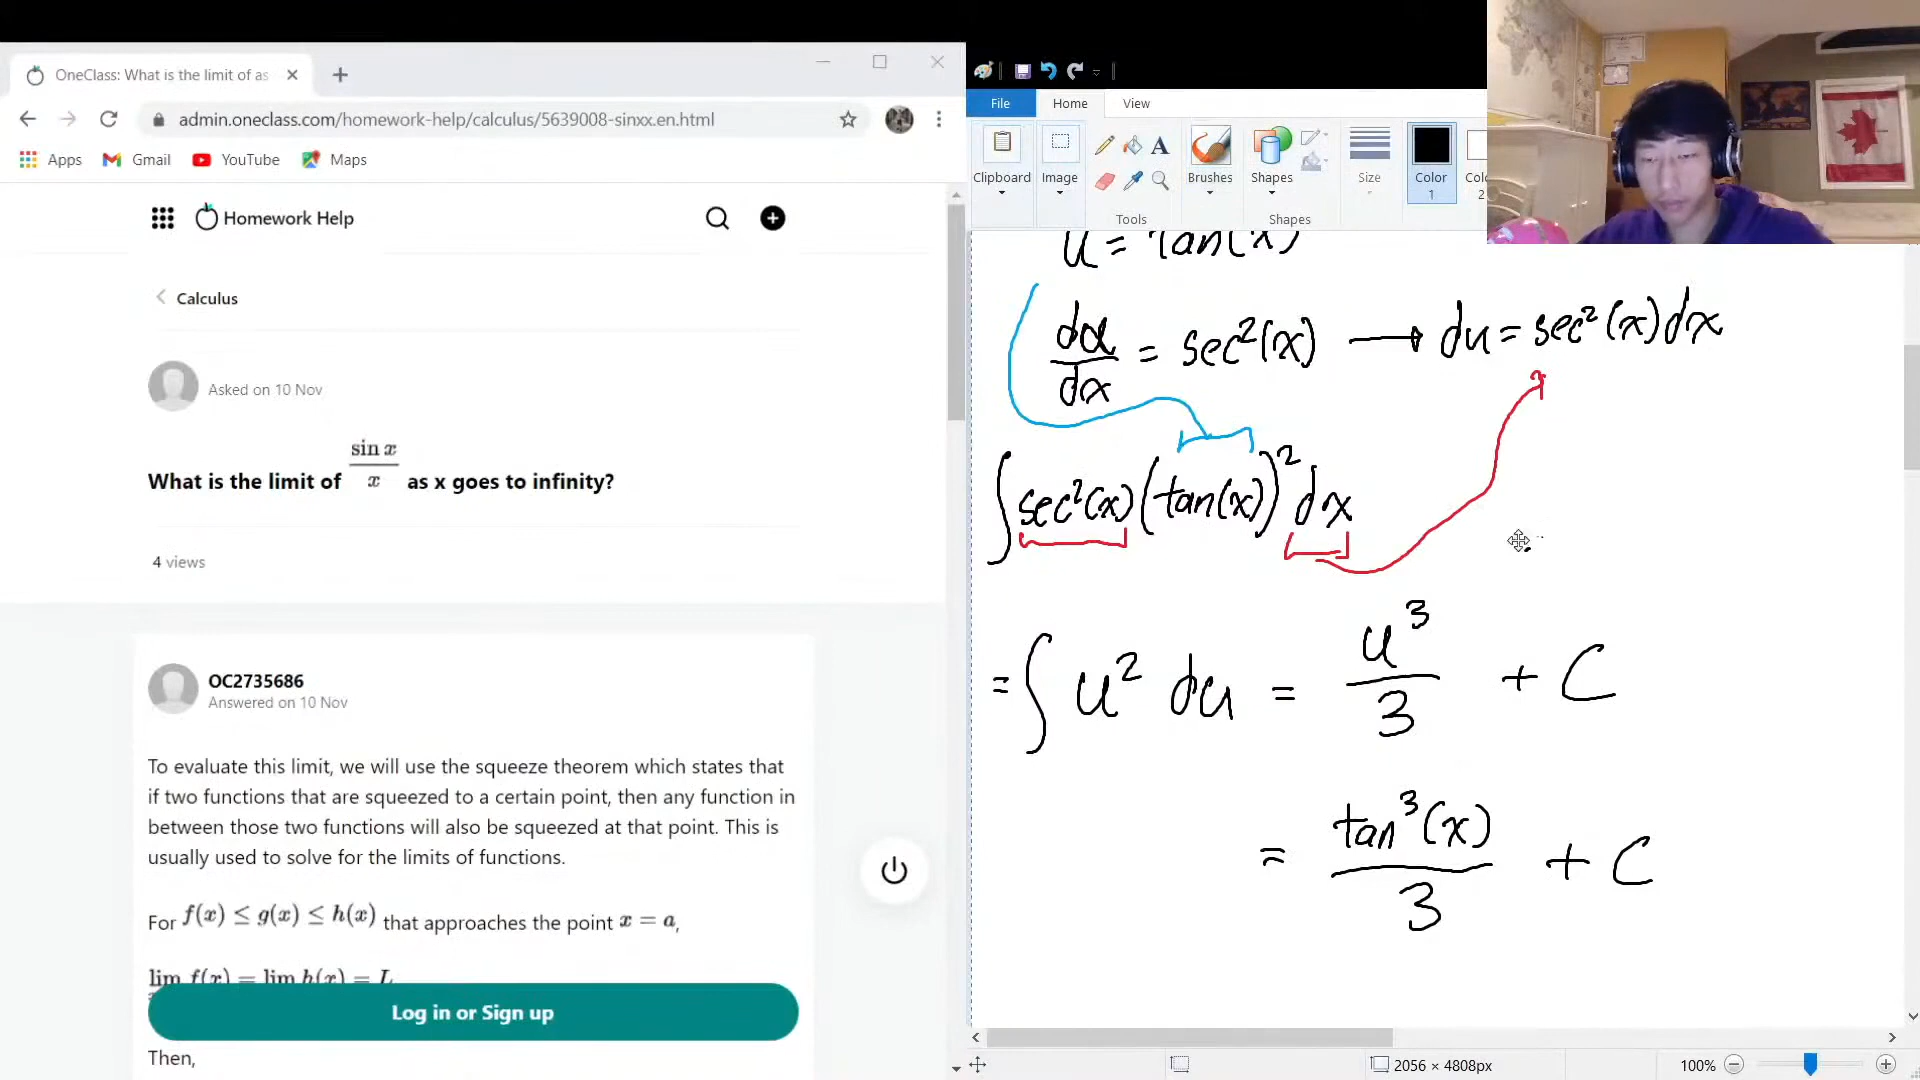 OneClass: What is the limit of as
admin.oneclass.com/homework-help/calculus/5639008-sinxx.en.html
Apps Gmail YouTube Maps
Homework Help
Calculus
Asked on 10 Nov
What is the limit of sin x / x as x goes to infinity?
4 views
OC2735686
Answered on 10 Nov
To evaluate this limit, we will use the squeeze theorem which states that
if two functions that are squeezed to a certain point, then any function in
between those two functions will also be squeezed at that point. This is
usually used to solve for the limits of functions.
For f(x) ≤ g(x) ≤ h(x) that approaches the point x = a,
lim f(x) = lim h(x) = L
Log in or Sign up
Then,
File Home View
Clipboard Image Brushes Shapes Size Color
1 2
Tools Shapes
u = tan(x)
du/dx = sec²(x) → du = sec²(x)dx
∫ sec²(x) (tan(x))² dx
= ∫ u² du = u³/3 + C
= tan³(x)/3 + C
2056 × 4808px 100%